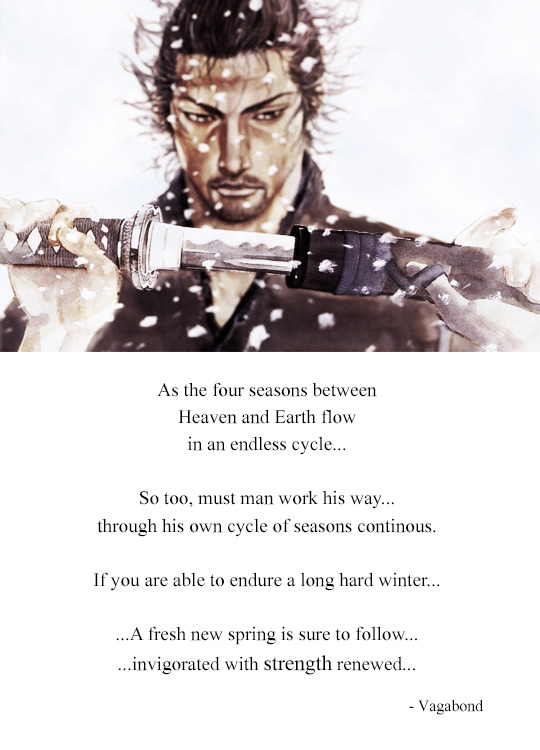 As the four seasons between
Heaven and Earth flow
in an endless cycle...
So too, must man work his way...
through his own cycle of seasons continous.
If you are able to endure a long hard winter...
...A fresh new spring is sure to follow...
...invigorated with strength renewed...
- Vagabond